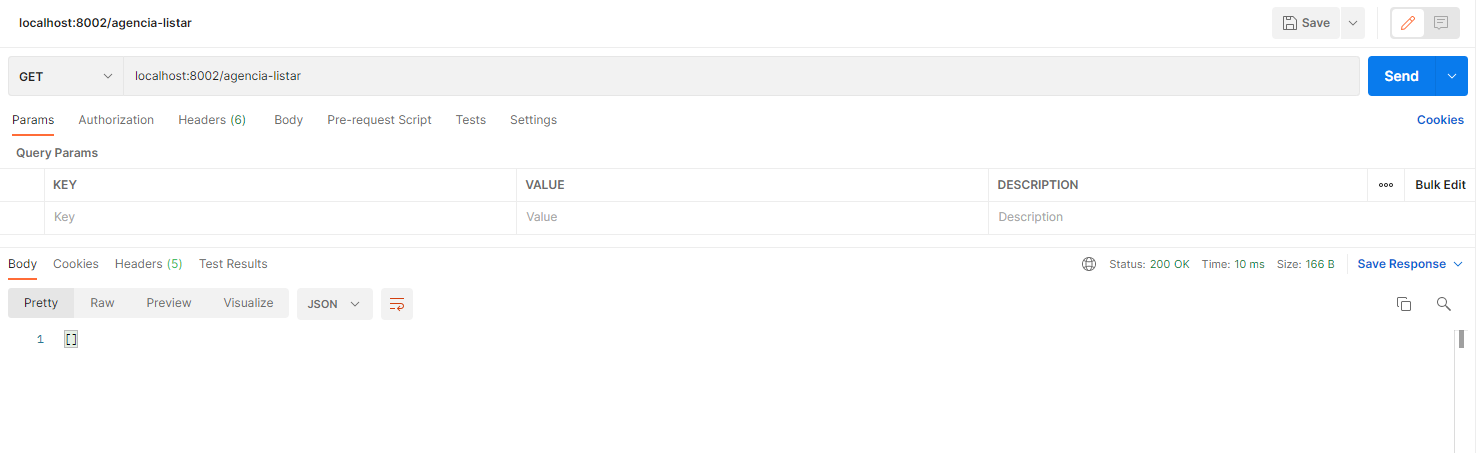 localhost:8002/agencia-listar
Save
GET localhost:8002/agencia-listar Send
Params Authorization Headers (6) Body Pre-request Script Tests Settings Cookies
Query Params
KEY VALUE DESCRIPTION Bulk Edit
Key Value Description
Body Cookies Headers (5) Test Results Status: 200 OK Time: 10 ms Size: 166 B Save Response
Pretty Raw Preview Visualize JSON
1 []